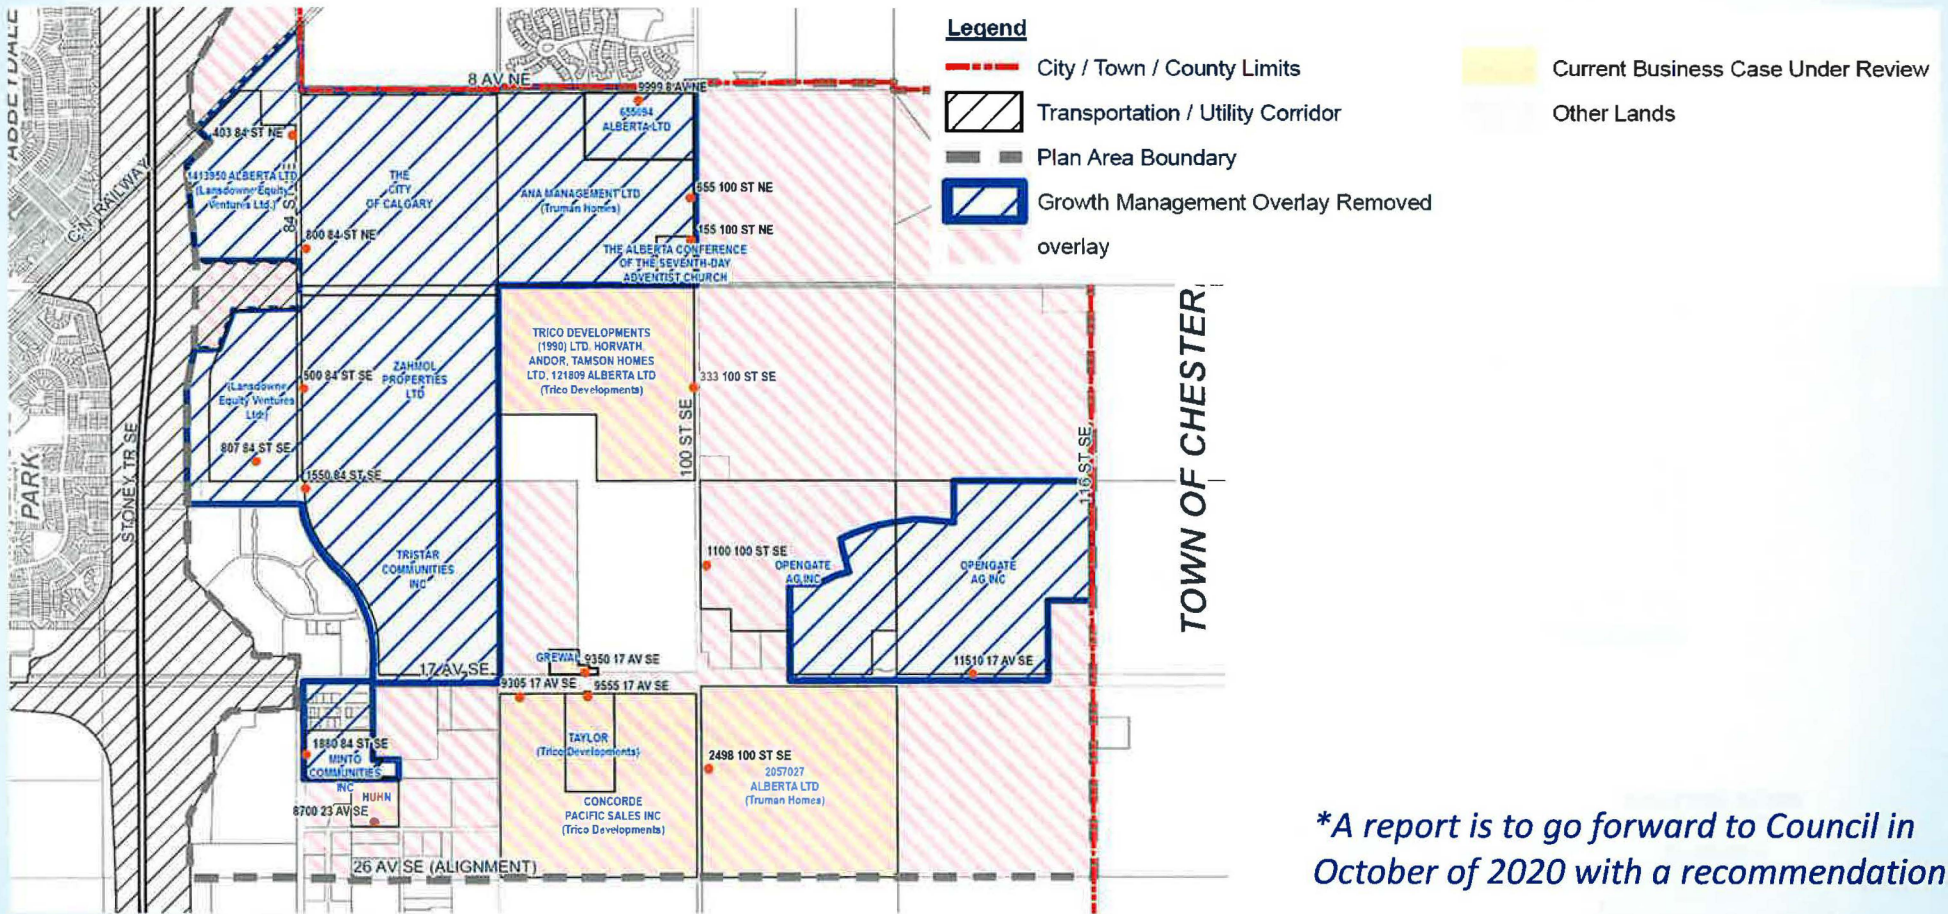 Legend
City / Town / County Limits
Transportation / Utility Corridor
Plan Area Boundary
Growth Management Overlay Removed
overlay
Current Business Case Under Review
Other Lands
ABBEYDALE
8 AV NE
9999 8 AV NE
655094
ALBERTA LTD
403 84 ST NE
1413950 ALBERTA LTD
(Lansdowne Equity
Ventures Ltd.)
84 S
THE
CITY
OF CALGARY
ANA MANAGEMENT LTD
(Truman Homes)
555 100 ST NE
155 100 ST NE
CN RAILWAY
800 84 ST NE
THE ALBERTA CONFERENCE
OF THE SEVENTH-DAY
ADVENTIST CHURCH
TRICO DEVELOPMENTS
(1990) LTD, HORVATH,
ANDOR, TAMSON HOMES
LTD, 121809 ALBERTA LTD
(Trico Developments)
ZAHMOL
PROPERTIES
LTD
500 84 ST SE
333 100 ST SE
(Lansdowne
Equity Ventures
Ltd.)
807 84 ST SE
100 ST SE
116 ST SE
TOWN OF CHESTER
1550 84 ST SE
PARK
STONEY TR SE
TRISTAR
COMMUNITIES
INC
1100 100 ST SE
OPENGATE
AG INC
OPENGATE
AG INC
17 AV SE
GREWAL
9350 17 AV SE
11510 17 AV SE
9305 17 AV SE
9555 17 AV SE
1880 84 ST SE
MINTO
COMMUNITIES
INC
TAYLOR
(Trico Developments)
2498 100 ST SE
2057027
ALBERTA LTD
(Truman Homes)
HUHN
8700 23 AV SE
CONCORDE
PACIFIC SALES INC
(Trico Developments)
26 AV SE (ALIGNMENT)
*A report is to go forward to Council in
October of 2020 with a recommendation